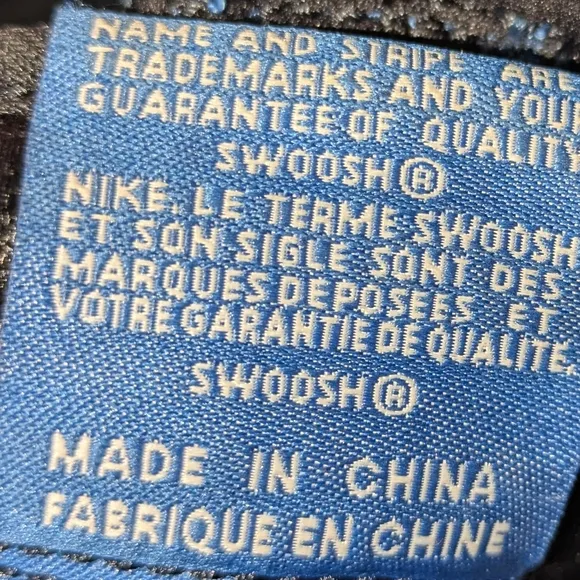 NAME AND STRIPE ARE
TRADEMARKS AND YOUR
GUARANTEE OF QUALITY
SWOOSH®
NIKE, LE TERME SWOOSH
ET SON SIGLE SONT DES
MARQUES DEPOSEES ET
VOTRE GARANTIE DE QUALITÉ.
SWOOSH®
MADE IN CHINA
FABRIQUE EN CHINE